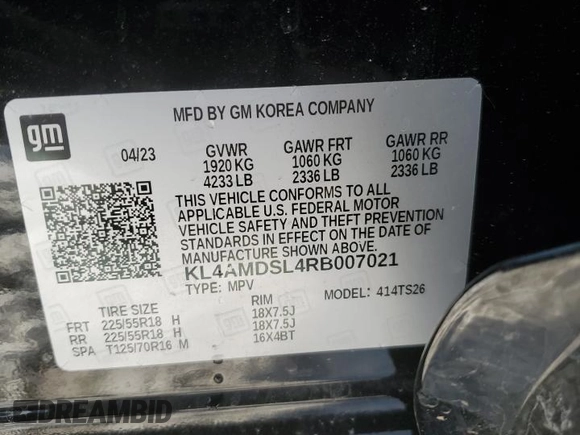 MFD BY GM KOREA COMPANY
gm
04/23 GVWR GAWR FRT GAWR RR
1920 KG 1060 KG 1060 KG
4233 LB 2336 LB 2336 LB
THIS VEHICLE CONFORMS TO ALL
APPLICABLE U.S. FEDERAL MOTOR
VEHICLE SAFETY AND THEFT PREVENTION
STANDARDS IN EFFECT ON THE DATE OF
MANUFACTURE SHOWN ABOVE.
KL4AMDSL4RB007021
TYPE: MPV MODEL: 414TS26
TIRE SIZE RIM
FRT 225/55R18 H 18X7.5J
RR 225/55R18 H 18X7.5J
SPA T125/70R16 M 16X4BT
DREAMBID